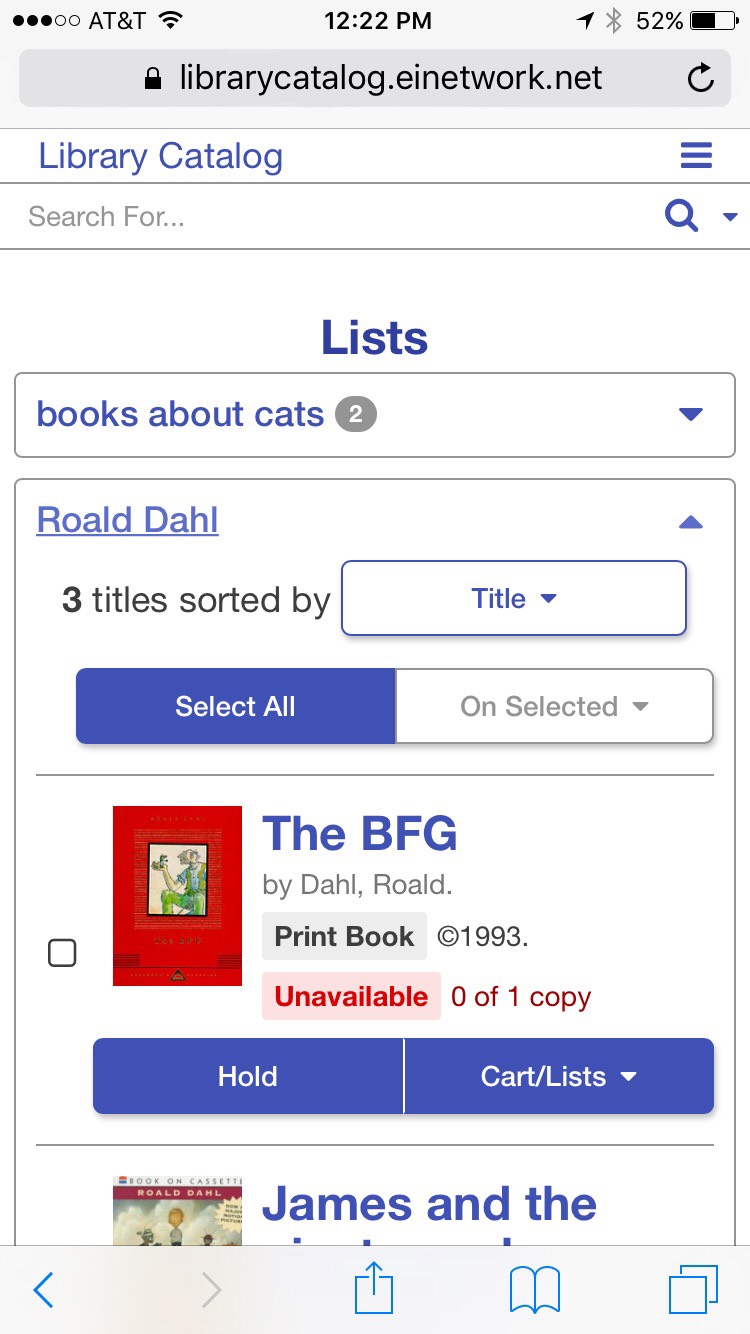 AT&T 12:22 PM 52%
librarycatalog.einetwork.net
Library Catalog
Search For...
Lists
books about cats 2
Roald Dahl
3 titles sorted by Title
Select All On Selected
The BFG
by Dahl, Roald.
Print Book ©1993.
Unavailable 0 of 1 copy
Hold Cart/Lists
BOOK ON CASSETTE
ROALD DAHL
James and the